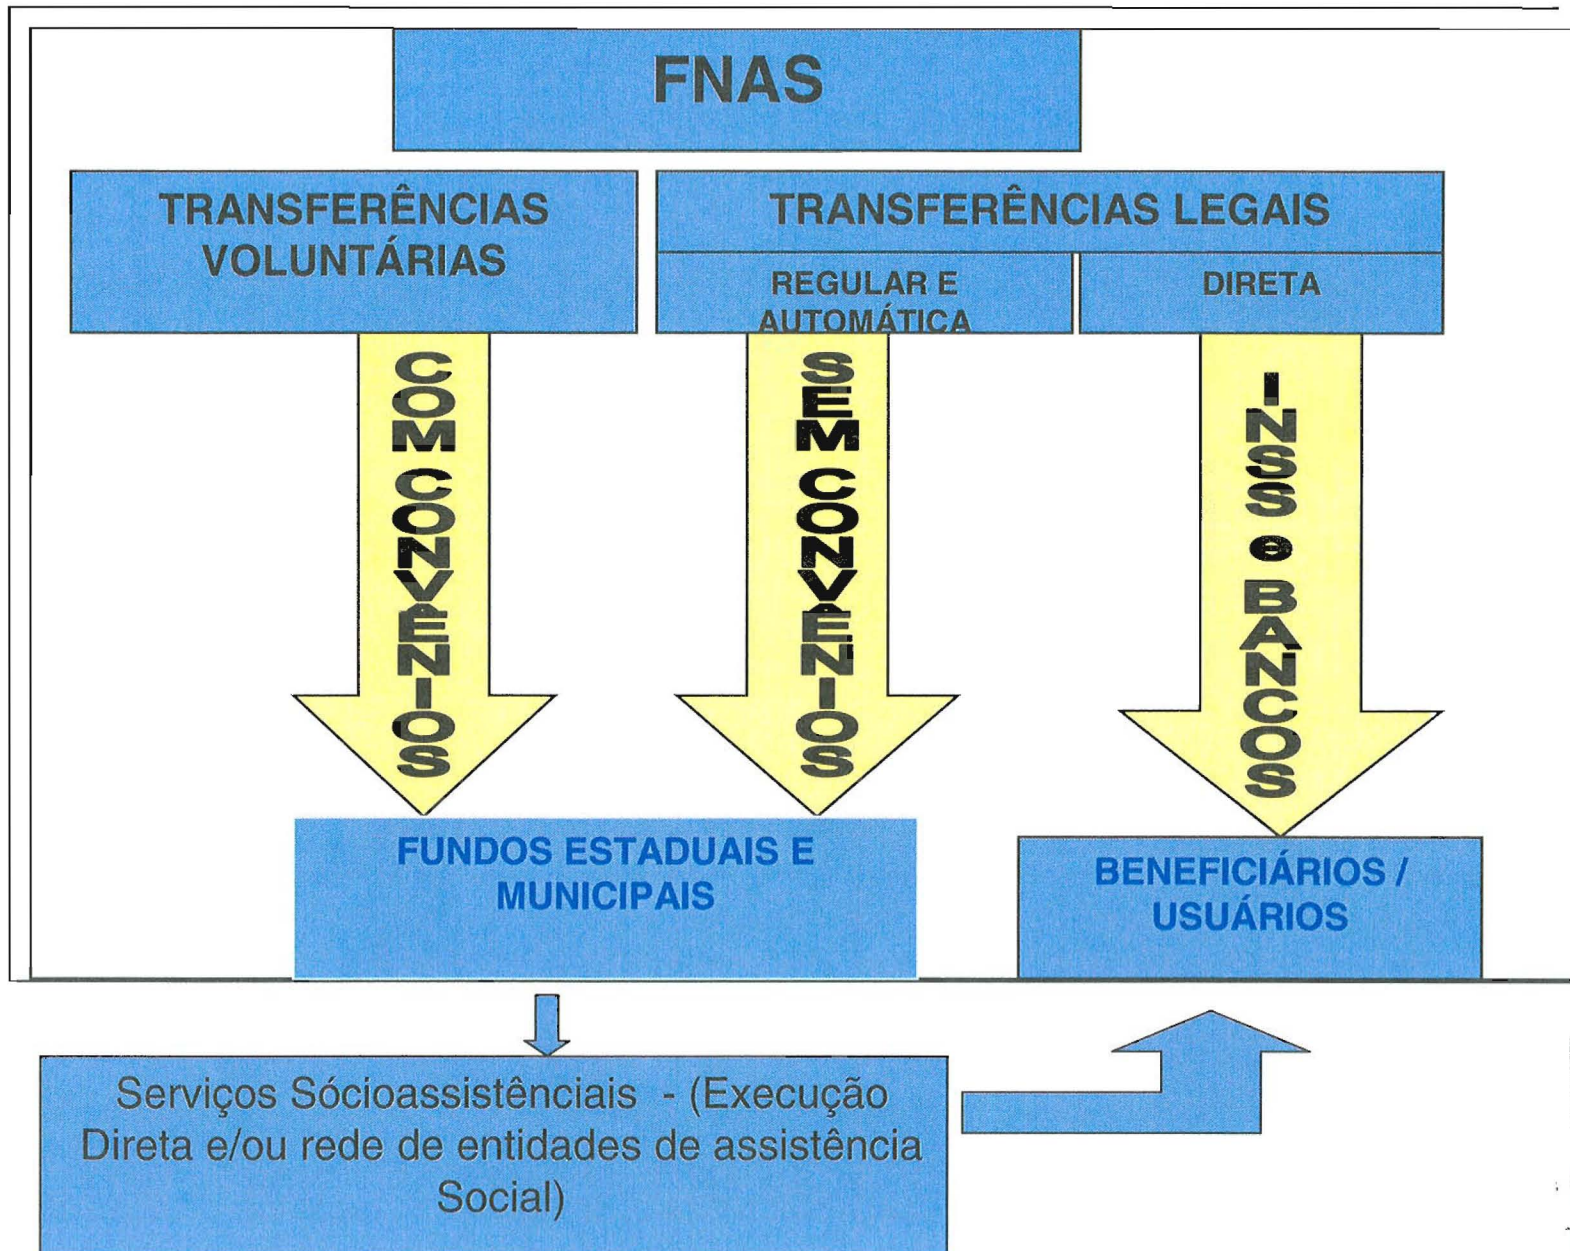 FNAS
TRANSFERÊNCIAS
VOLUNTÁRIAS
TRANSFERÊNCIAS LEGAIS
REGULAR E
AUTOMÁTICA
DIRETA
COM CONVÊNIOS
SEM CONVÊNIOS
INSS e BANCOS
FUNDOS ESTADUAIS E
MUNICIPAIS
BENEFICIÁRIOS /
USUÁRIOS
Serviços Sócioassistênciais - (Execução
Direta e/ou rede de entidades de assistência
Social)